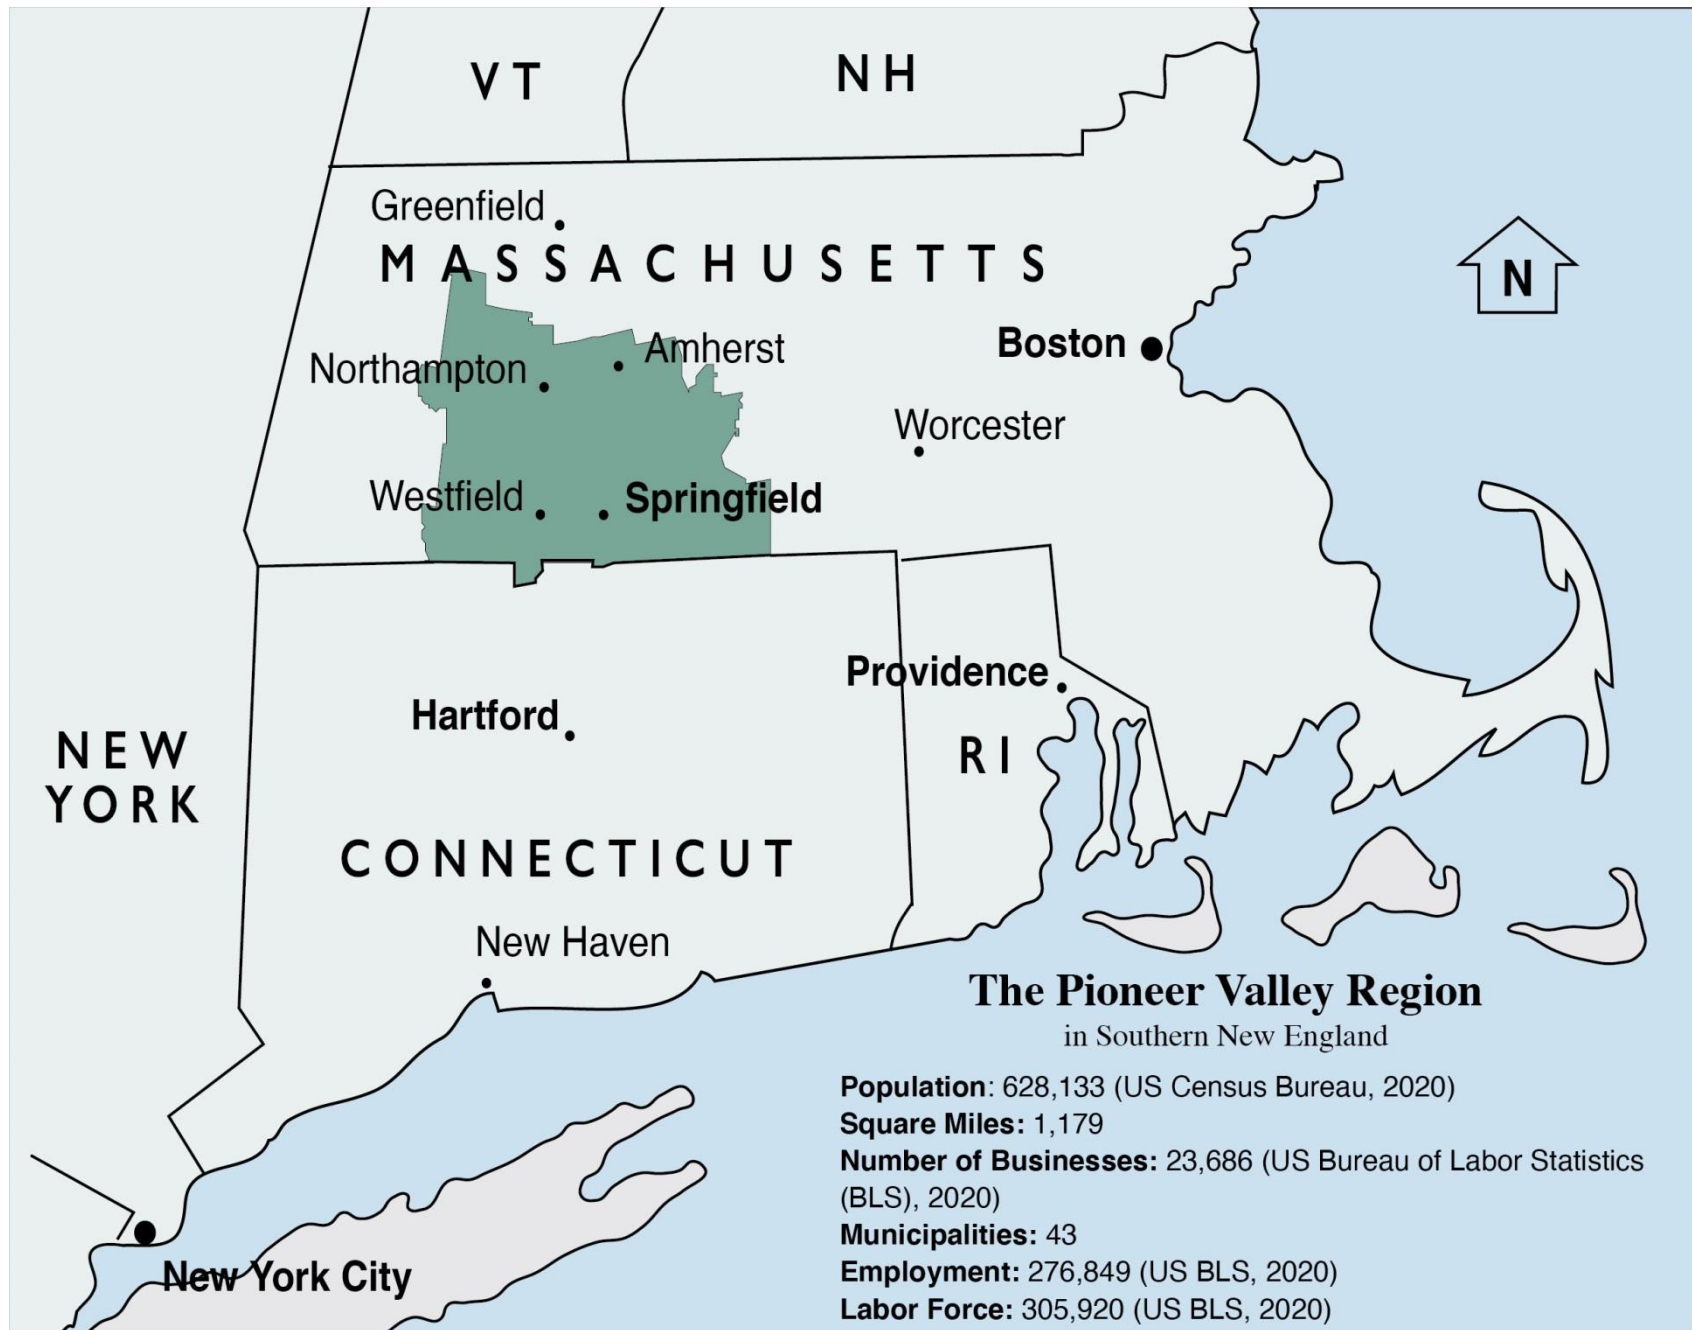 VT
NH
Greenfield
MASSACHUSETTS
N
Boston
Amherst
Northampton
Worcester
Westfield
Springfield
Providence
Hartford
NEW
YORK
RI
CONNECTICUT
New Haven
The Pioneer Valley Region
in Southern New England
Population: 628,133 (US Census Bureau, 2020)
Square Miles: 1,179
Number of Businesses: 23,686 (US Bureau of Labor Statistics
(BLS), 2020)
Municipalities: 43
Employment: 276,849 (US BLS, 2020)
Labor Force: 305,920 (US BLS, 2020)
New York City